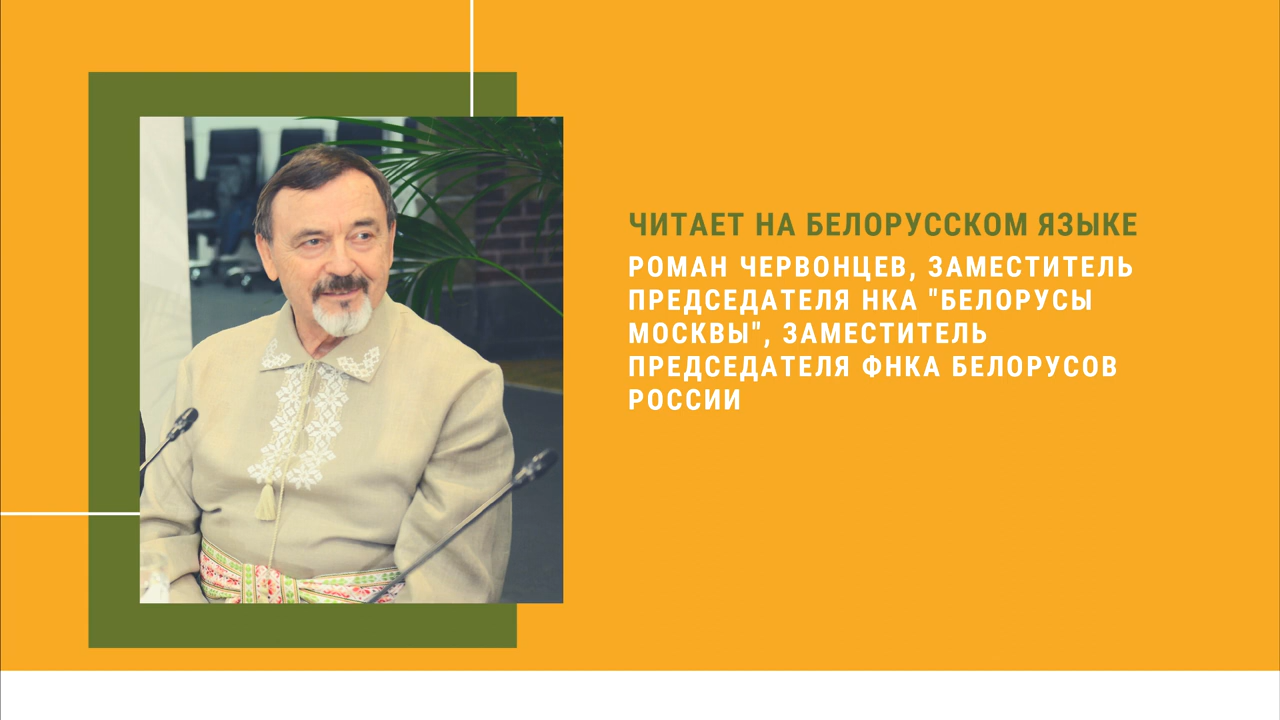 ЧИТАЕТ НА БЕЛОРУССКОМ ЯЗЫКЕ
РОМАН ЧЕРВОНЦЕВ, ЗАМЕСТИТЕЛЬ
ПРЕДСЕДАТЕЛЯ НКА "БЕЛОРУСЫ
МОСКВЫ", ЗАМЕСТИТЕЛЬ
ПРЕДСЕДАТЕЛЯ ФНКА БЕЛОРУСОВ
РОССИИ